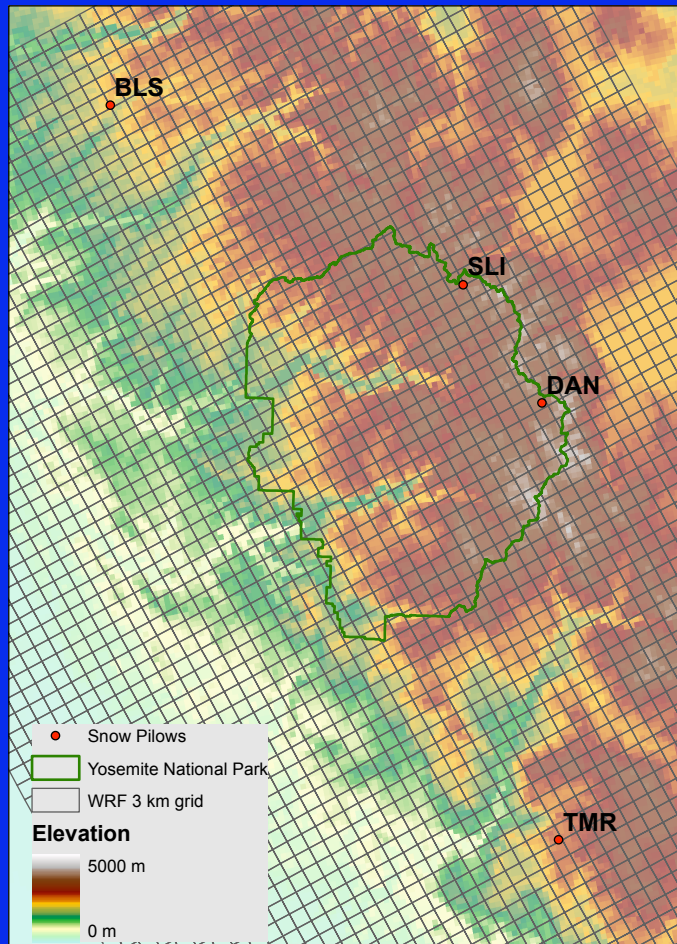 BLS
SLI
DAN
Snow Pilows
Yosemite National Park
WRF 3 km grid
TMR
Elevation
5000 m
0 m